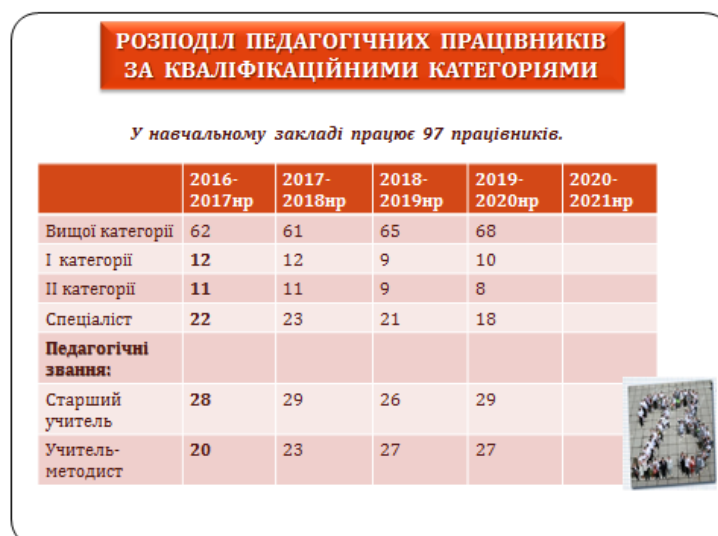 РОЗПОДІЛ ПЕДАГОГІЧНИХ ПРАЦІВНИКІВ
ЗА КВАЛІФІКАЦІЙНИМИ КАТЕГОРІЯМИ
У навчальному закладі працює 97 працівників.
2016-2017нр 2017-2018нр 2018-2019нр 2019-2020нр 2020-2021нр
Вищої категорії 62 61 65 68
І категорії 12 12 9 10
ІІ категорії 11 11 9 8
Спеціаліст 22 23 21 18
Педагогічні звання:
Старший учитель 28 29 26 29
Учитель-методист 20 23 27 27